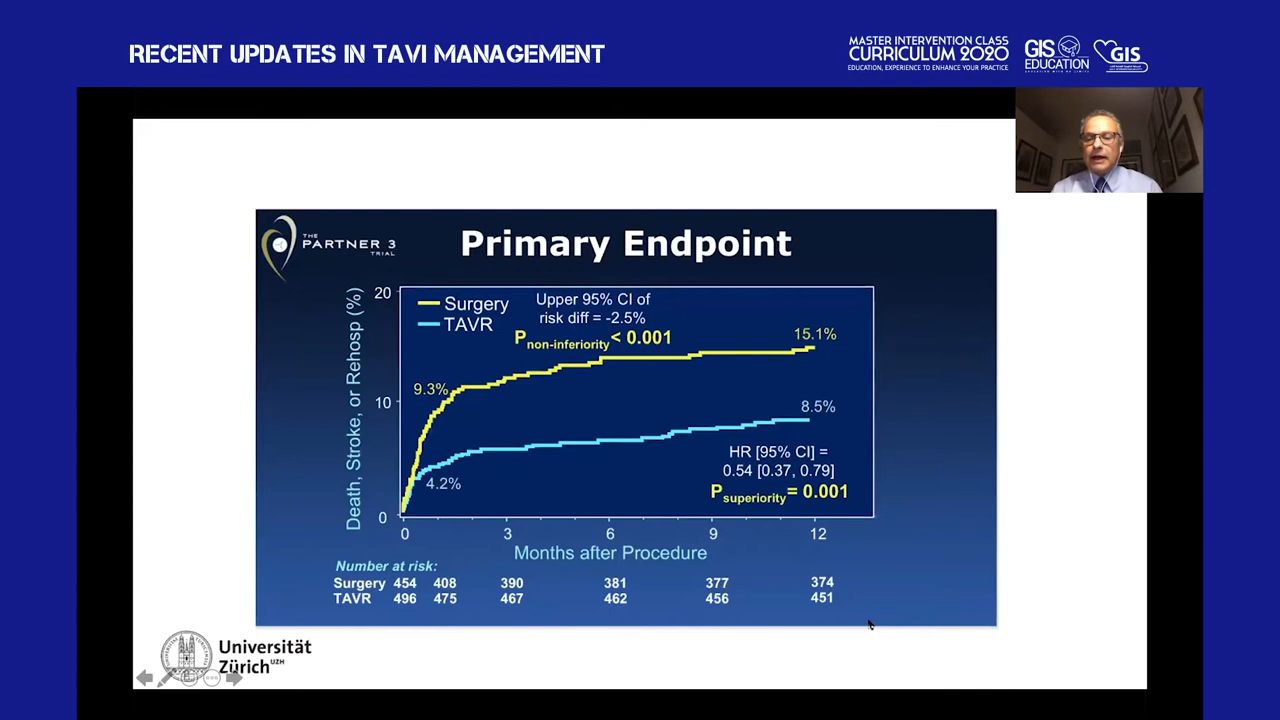 RECENT UPDATES IN TAVI MANAGEMENT
MASTER INTERVENTION CLASS
CURRICULUM 2020
EDUCATION, EXPERIENCE TO ENHANCE YOUR PRACTICE
GIS
EDUCATION
GIS
THE
PARTNER 3
TRIAL
Primary Endpoint
Death, Stroke, or Rehosp (%)
20
10
0
Surgery
TAVR
Upper 95% CI of
risk diff = -2.5%
Pnon-inferiority< 0.001
15.1%
9.3%
8.5%
4.2%
HR [95% CI] =
0.54 [0.37, 0.79]
Psuperiority= 0.001
0 3 6 9 12
Months after Procedure
Number at risk:
Surgery 454 408 390 381 377 374
TAVR 496 475 467 462 456 451
Universität
Zürich UZH